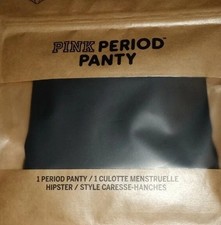 PINK PERIOD™
PANTY
1 PERIOD PANTY / 1 CULOTTE MENSTRUELLE
HIPSTER / STYLE CARESSE-HANCHES